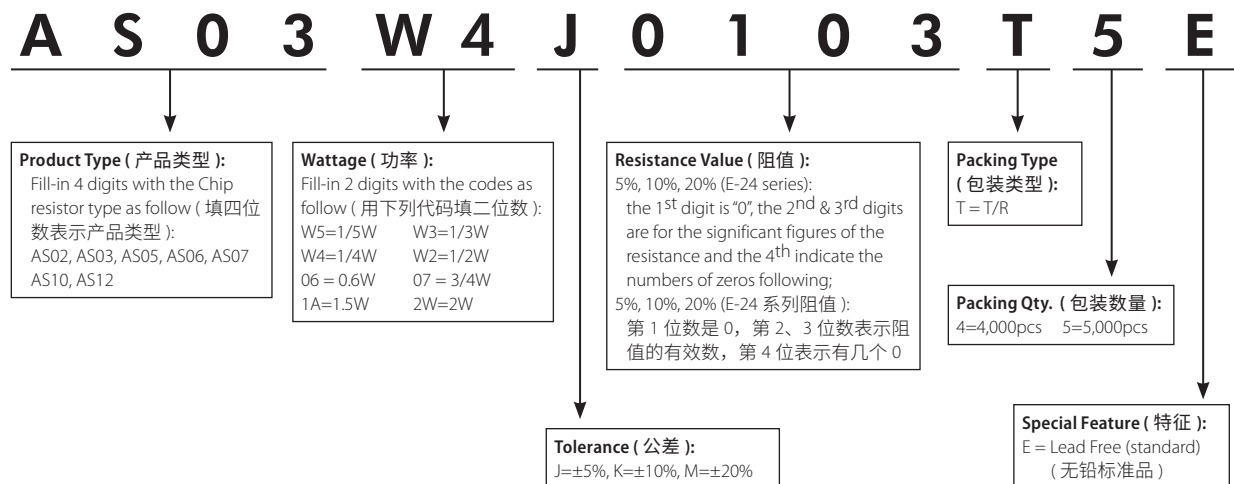 A S 0 3 W 4 J 0 1 0 3 T 5 E
Product Type ( 产品类型 ):
Fill-in 4 digits with the Chip
resistor type as follow ( 填四位
数表示产品类型 ) :
AS02, AS03, AS05, AS06, AS07
AS10, AS12
Wattage ( 功率 ):
Fill-in 2 digits with the codes as
follow ( 用下列代码填二位数 ) :
W5=1/5W W3=1/3W
W4=1/4W W2=1/2W
06 = 0.6W 07 = 3/4W
1A=1.5W 2W=2W
Resistance Value ( 阻值 ) :
5%, 10%, 20% (E-24 series):
the 1st digit is “0”, the 2nd & 3rd digits
are for the significant figures of the
resistance and the 4th indicate the
numbers of zeros following;
5%, 10%, 20% (E-24 系列阻值 ) :
第 1 位数是 0，第 2、3 位数表示阻
值的有效数，第 4 位表示有几个 0
Packing Type
( 包装类型 ):
T = T/R
Packing Qty. ( 包装数量 ):
4=4,000pcs 5=5,000pcs
Tolerance ( 公差 ):
J=±5%, K=±10%, M=±20%
Special Feature ( 特征 ):
E = Lead Free (standard)
( 无铅标准品 )